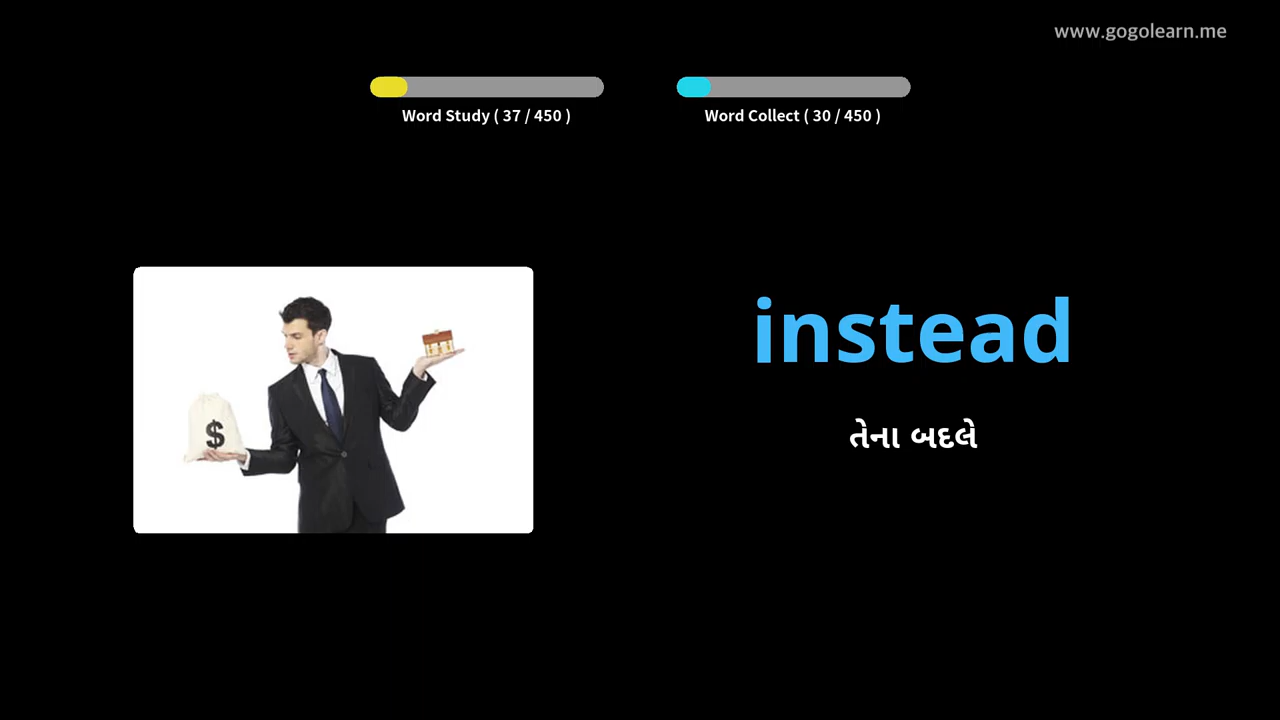 www.gogolearn.me
Word Study ( 37 / 450 )
Word Collect ( 30 / 450 )
instead
તેના બદલે
$